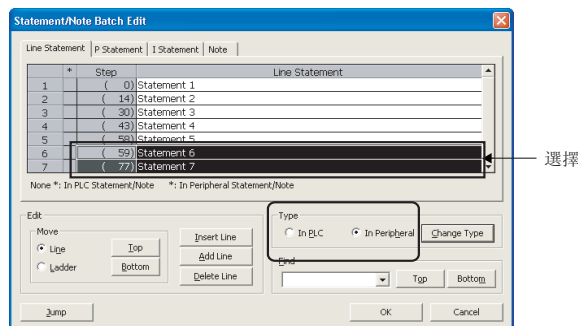 Statement/Note Batch Edit
Line Statement P Statement I Statement Note
* Step Line Statement
1 ( 0) Statement 1
2 ( 14) Statement 2
3 ( 30) Statement 3
4 ( 43) Statement 4
5 ( 58) Statement 5
6 ( 59) Statement 6
7 ( 77) Statement 7
選擇
None *: In PLC Statement/Note *: In Peripheral Statement/Note
Edit
Move
Line
Ladder
Top
Bottom
Insert Line
Add Line
Delete Line
Type
In PLC In Peripheral Change Type
Find
Top Bottom
Jump OK Cancel